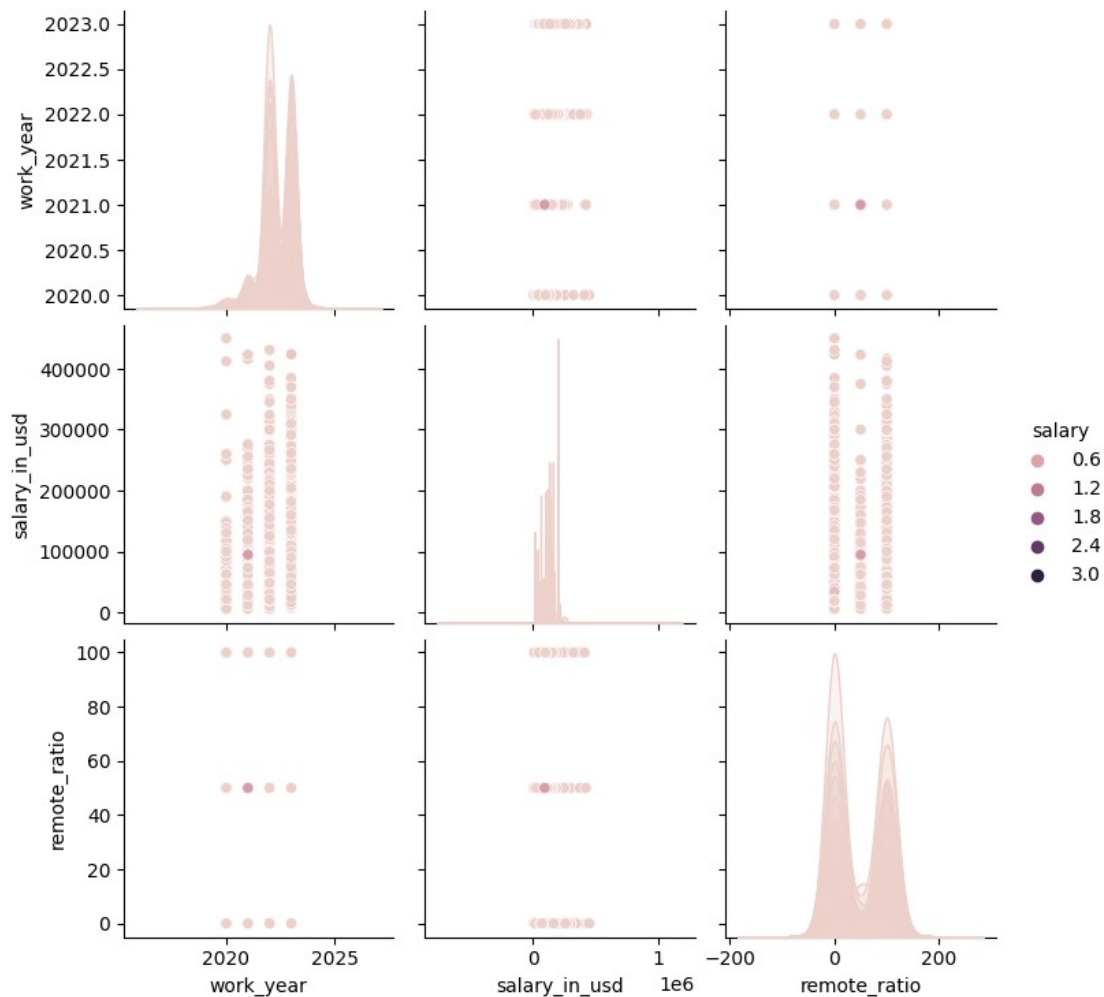 2023.0
2022.5
2022.0
2021.5
2021.0
2020.5
2020.0
work_year
400000
300000
200000
100000
0
salary_in_usd
salary
0.6
1.2
1.8
2.4
3.0
100
80
60
40
20
0
remote_ratio
2020 2025
work_year
0 1
1e6
salary_in_usd
−200 0 200
remote_ratio